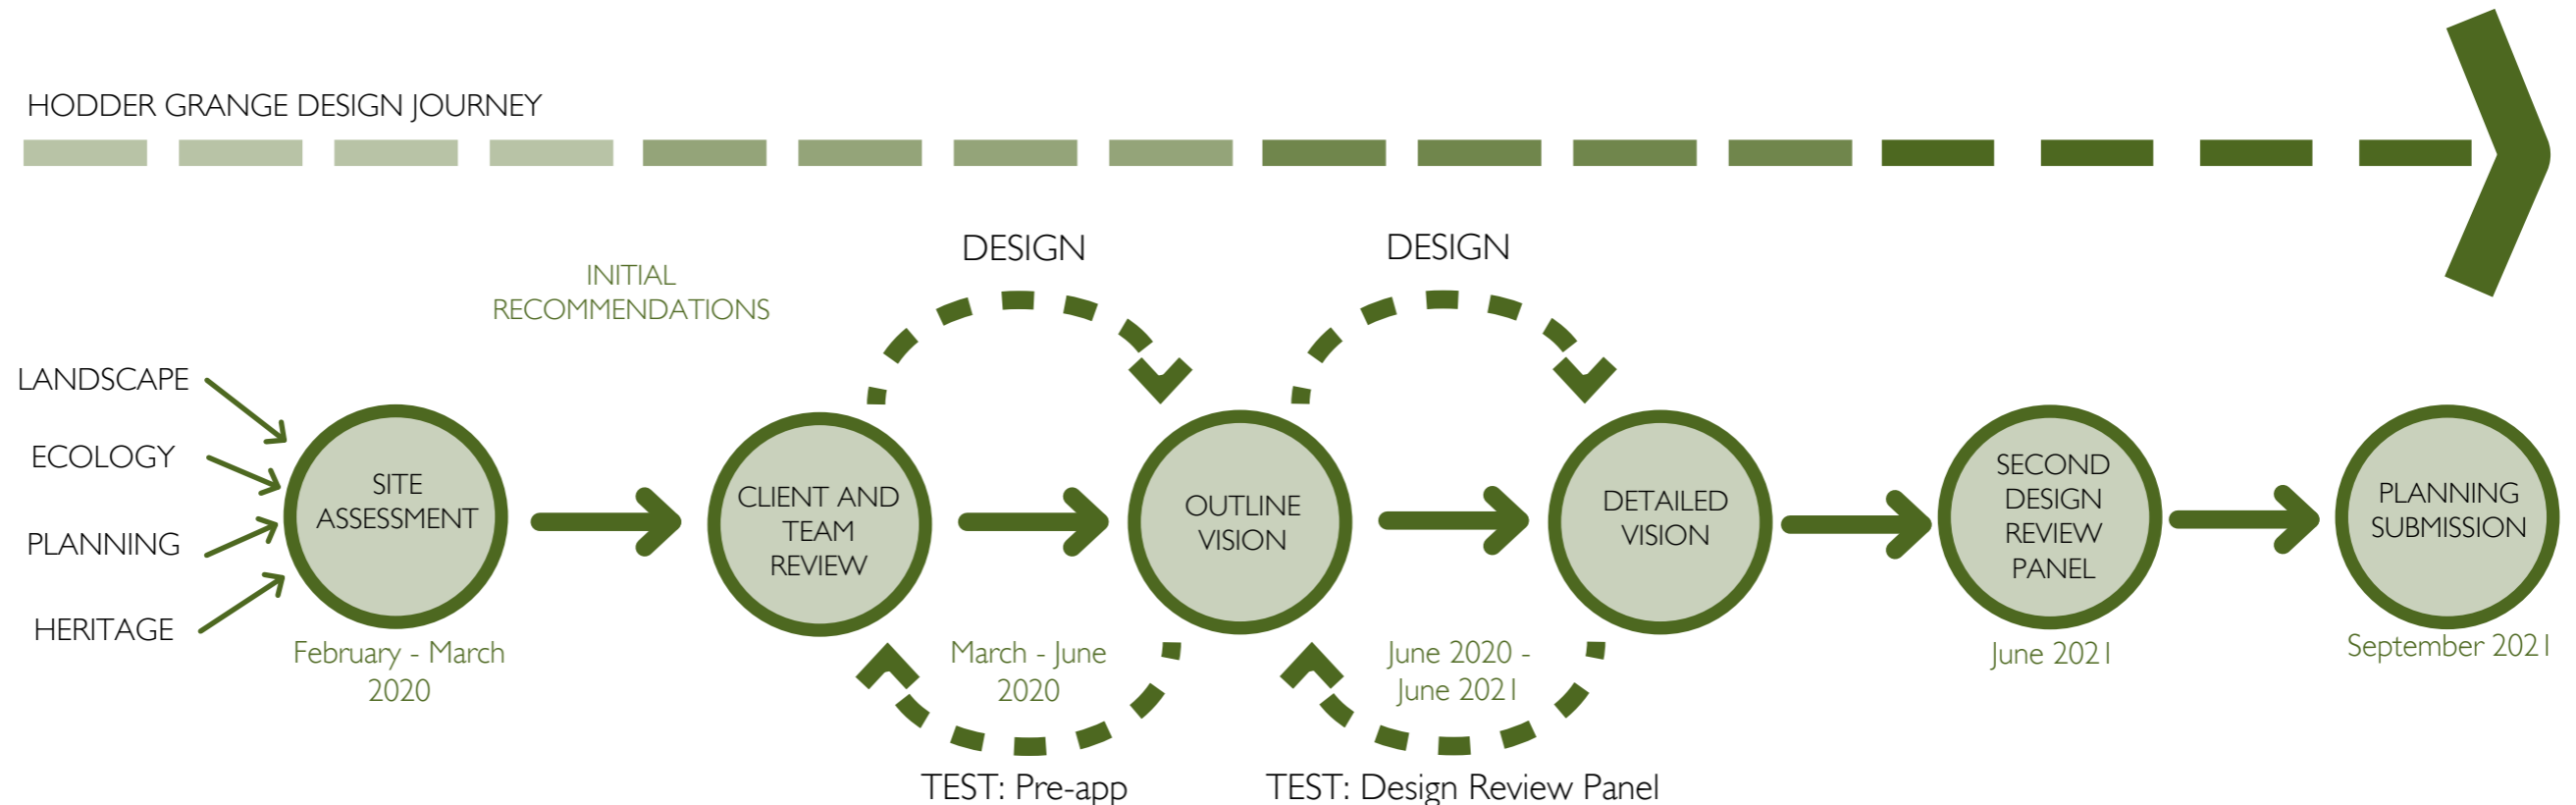 HODDER GRANGE DESIGN JOURNEY
DESIGN
DESIGN
INITIAL
RECOMMENDATIONS
LANDSCAPE
ECOLOGY
PLANNING
HERITAGE
SITE
ASSESSMENT
February - March
2020
CLIENT AND
TEAM
REVIEW
March - June
2020
OUTLINE
VISION
June 2020 -
June 2021
DETAILED
VISION
SECOND
DESIGN
REVIEW
PANEL
June 2021
PLANNING
SUBMISSION
September 2021
TEST: Pre-app
TEST: Design Review Panel